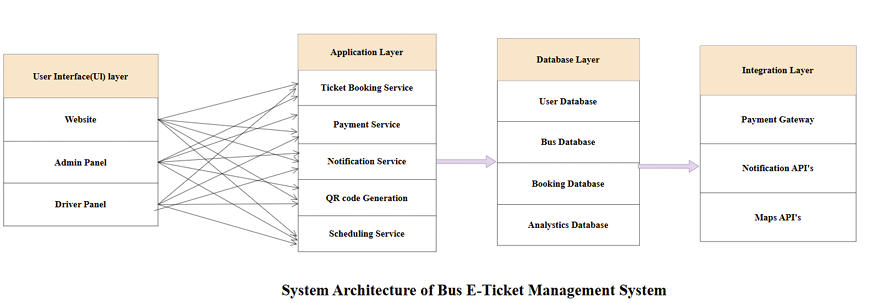 User Interface(UI) layer
Website
Admin Panel
Driver Panel
Application Layer
Ticket Booking Service
Payment Service
Notification Service
QR code Generation
Scheduling Service
Database Layer
User Database
Bus Database
Booking Database
Analystics Database
Integration Layer
Payment Gateway
Notification API's
Maps API's
System Architecture of Bus E-Ticket Management System